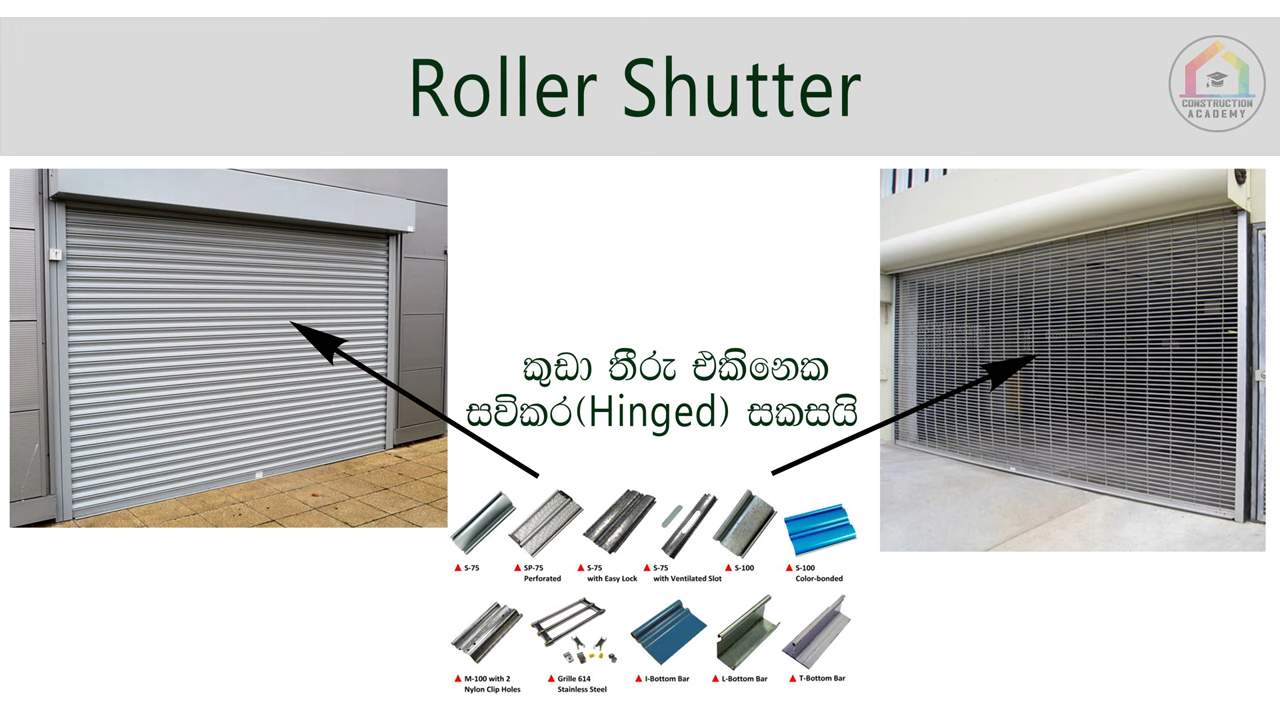 Roller Shutter
CONSTRUCTION
ACADEMY
කුඩා තීරු එකිනෙක
සවිකර(Hinged) සකසයි
S-75
SP-75
Perforated
S-75
with Easy Lock
S-75
with Ventilated Slot
S-100
S-100
Color-bonded
M-100 with 2
Nylon Clip Holes
Grille 614
Stainless Steel
I-Bottom Bar
L-Bottom Bar
T-Bottom Bar